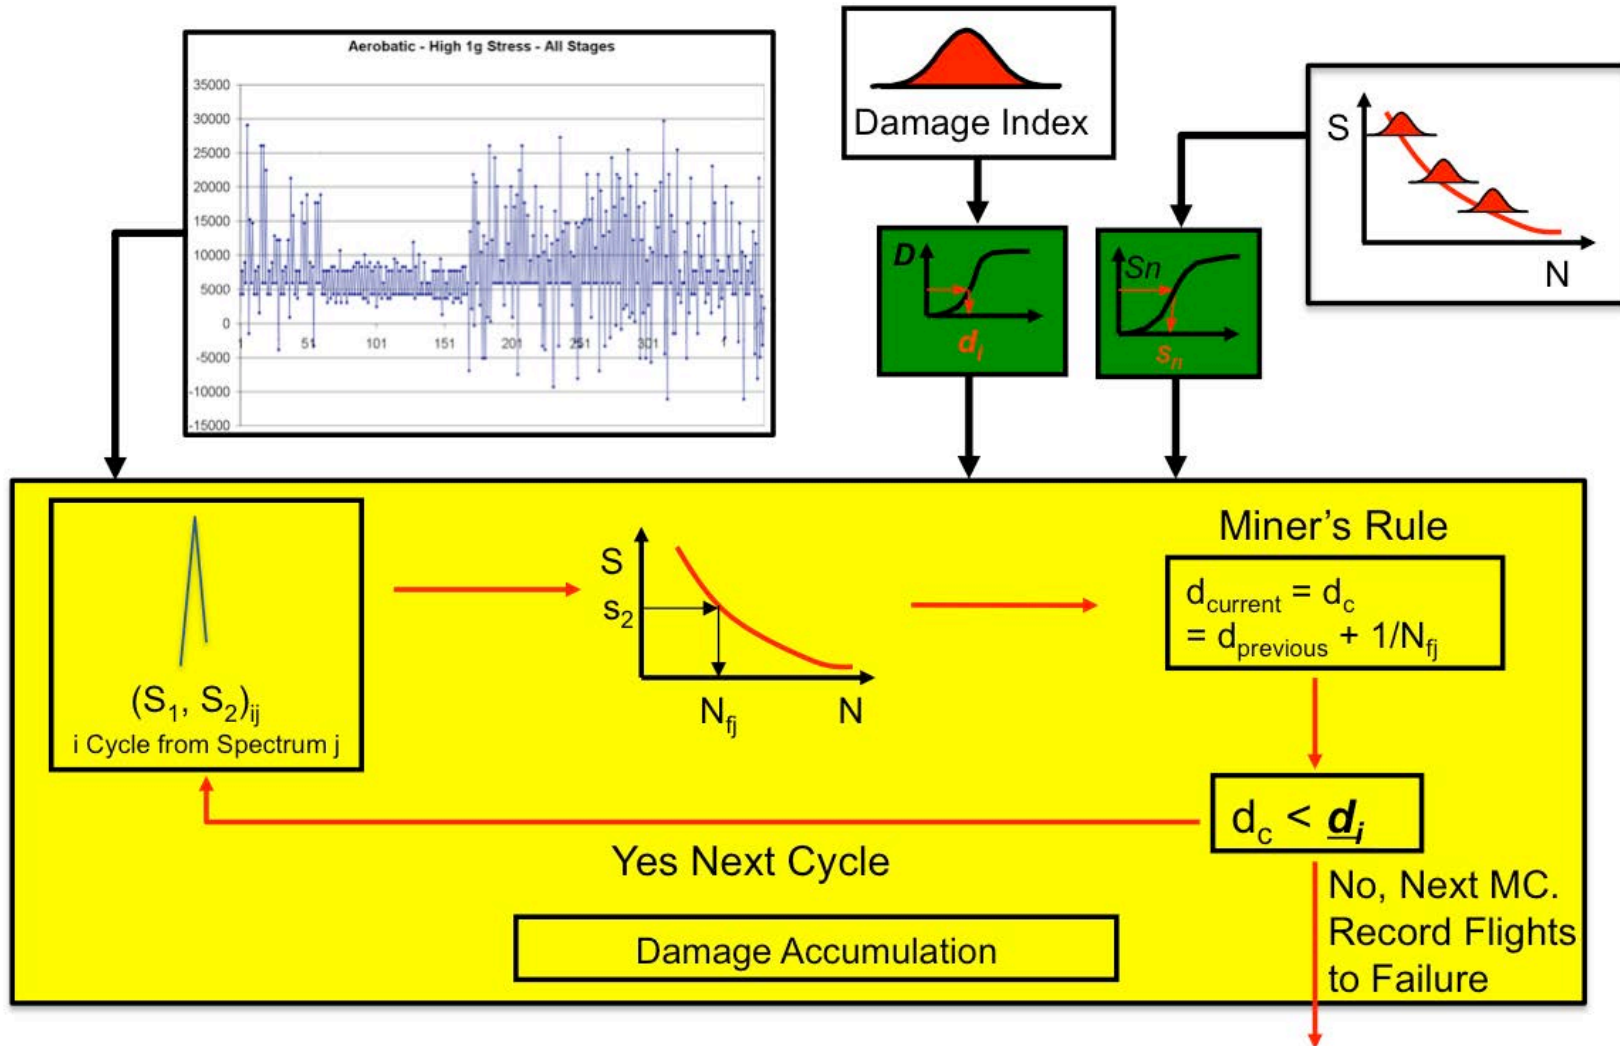 Aerobatic - High 1g Stress - All Stages
35000
30000
25000
20000
15000
10000
5000
0
-5000
-10000
-15000
1
51
101
151
201
251
301
Damage Index
S
N
D
d_i
Sn
s_n
(S_1, S_2)_ij
i Cycle from Spectrum j
S
s_2
N_fj
N
Miner’s Rule
d_current = d_c
= d_previous + 1/N_fj
d_c < d_i
Yes Next Cycle
No, Next MC.
Record Flights
to Failure
Damage Accumulation